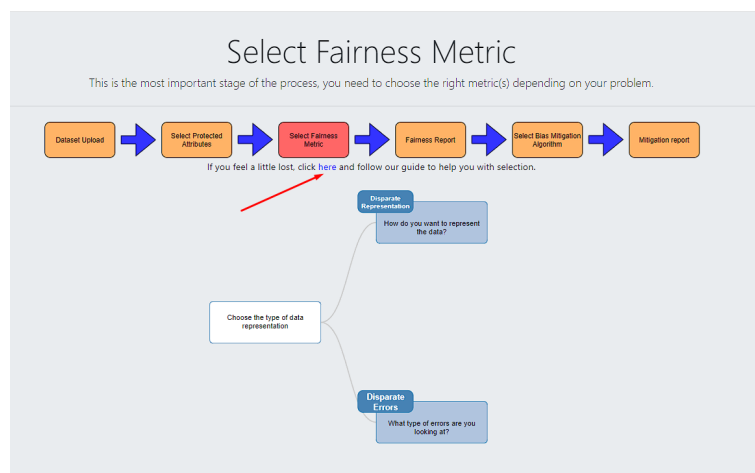 Select Fairness Metric
This is the most important stage of the process, you need to choose the right metric(s) depending on your problem.
Dataset Upload
Select Protected
Attributes
Select Fairness
Metric
Fairness Report
Select Bias Mitigation
Algorithm
Mitigation report
If you feel a little lost, click here and follow our guide to help you with selection.
Disparate
Representation
How do you want to represent
the data?
Choose the type of data
representation
Disparate
Errors
What type of errors are you
looking at?